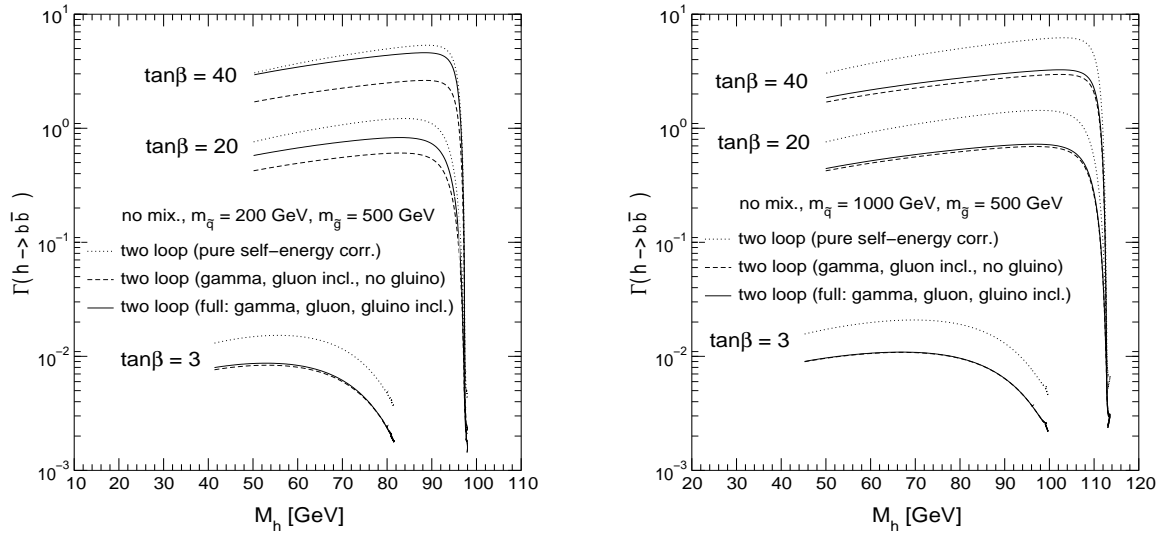 10^1
10^0
10^−1
10^−2
10^−3
Γ(h−>bb̄)
tanβ = 40
tanβ = 20
no mix., m_q̃ = 200 GeV, m_g̃ = 500 GeV
two loop (pure self−energy corr.)
two loop (gamma, gluon incl., no gluino)
two loop (full: gamma, gluon, gluino incl.)
tanβ = 3
10 20 30 40 50 60 70 80 90 100 110
M_h [GeV]
10^1
10^0
10^−1
10^−2
10^−3
Γ(h−>bb̄)
tanβ = 40
tanβ = 20
no mix., m_q̃ = 1000 GeV, m_g̃ = 500 GeV
two loop (pure self−energy corr.)
two loop (gamma, gluon incl., no gluino)
two loop (full: gamma, gluon, gluino incl.)
tanβ = 3
20 30 40 50 60 70 80 90 100 110 120
M_h [GeV]